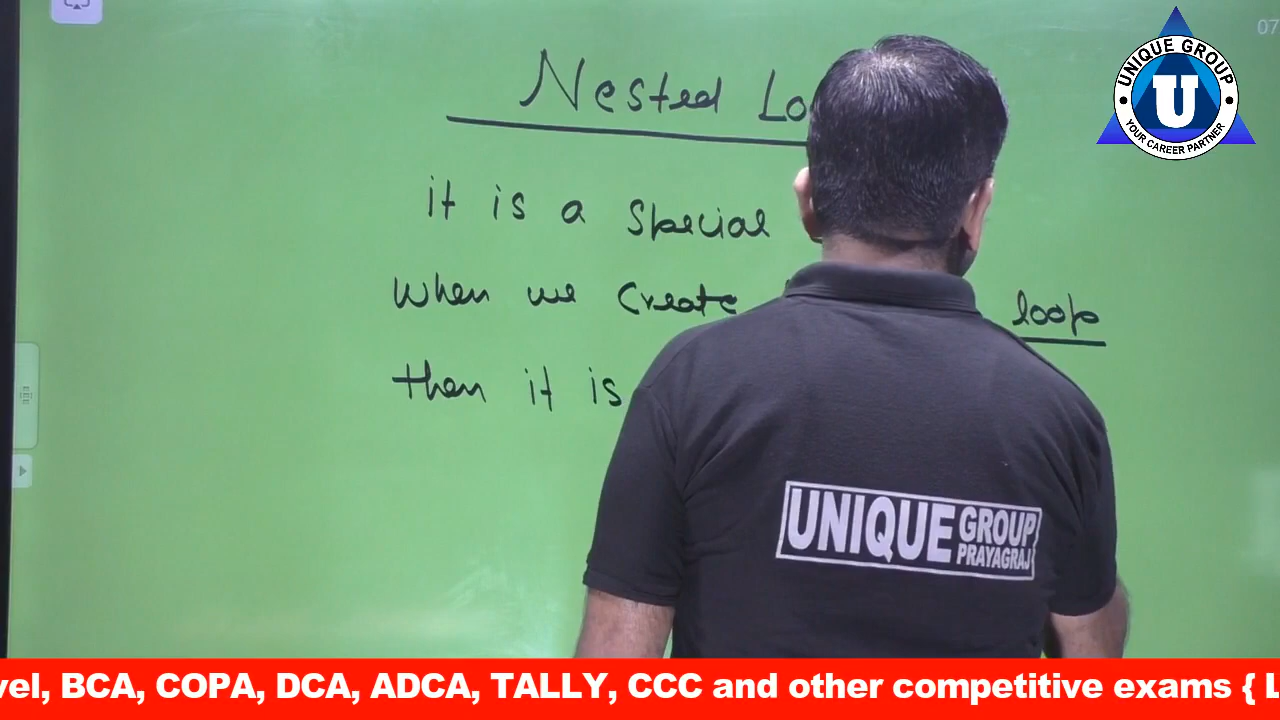 07
UNIQUE GROUP
U
YOUR CAREER PARTNER
Nested Lo
it is a special
when we create loop
then it is
UNIQUE GROUP
PRAYAGRAJ
vel, BCA, COPA, DCA, ADCA, TALLY, CCC and other competitive exams { L